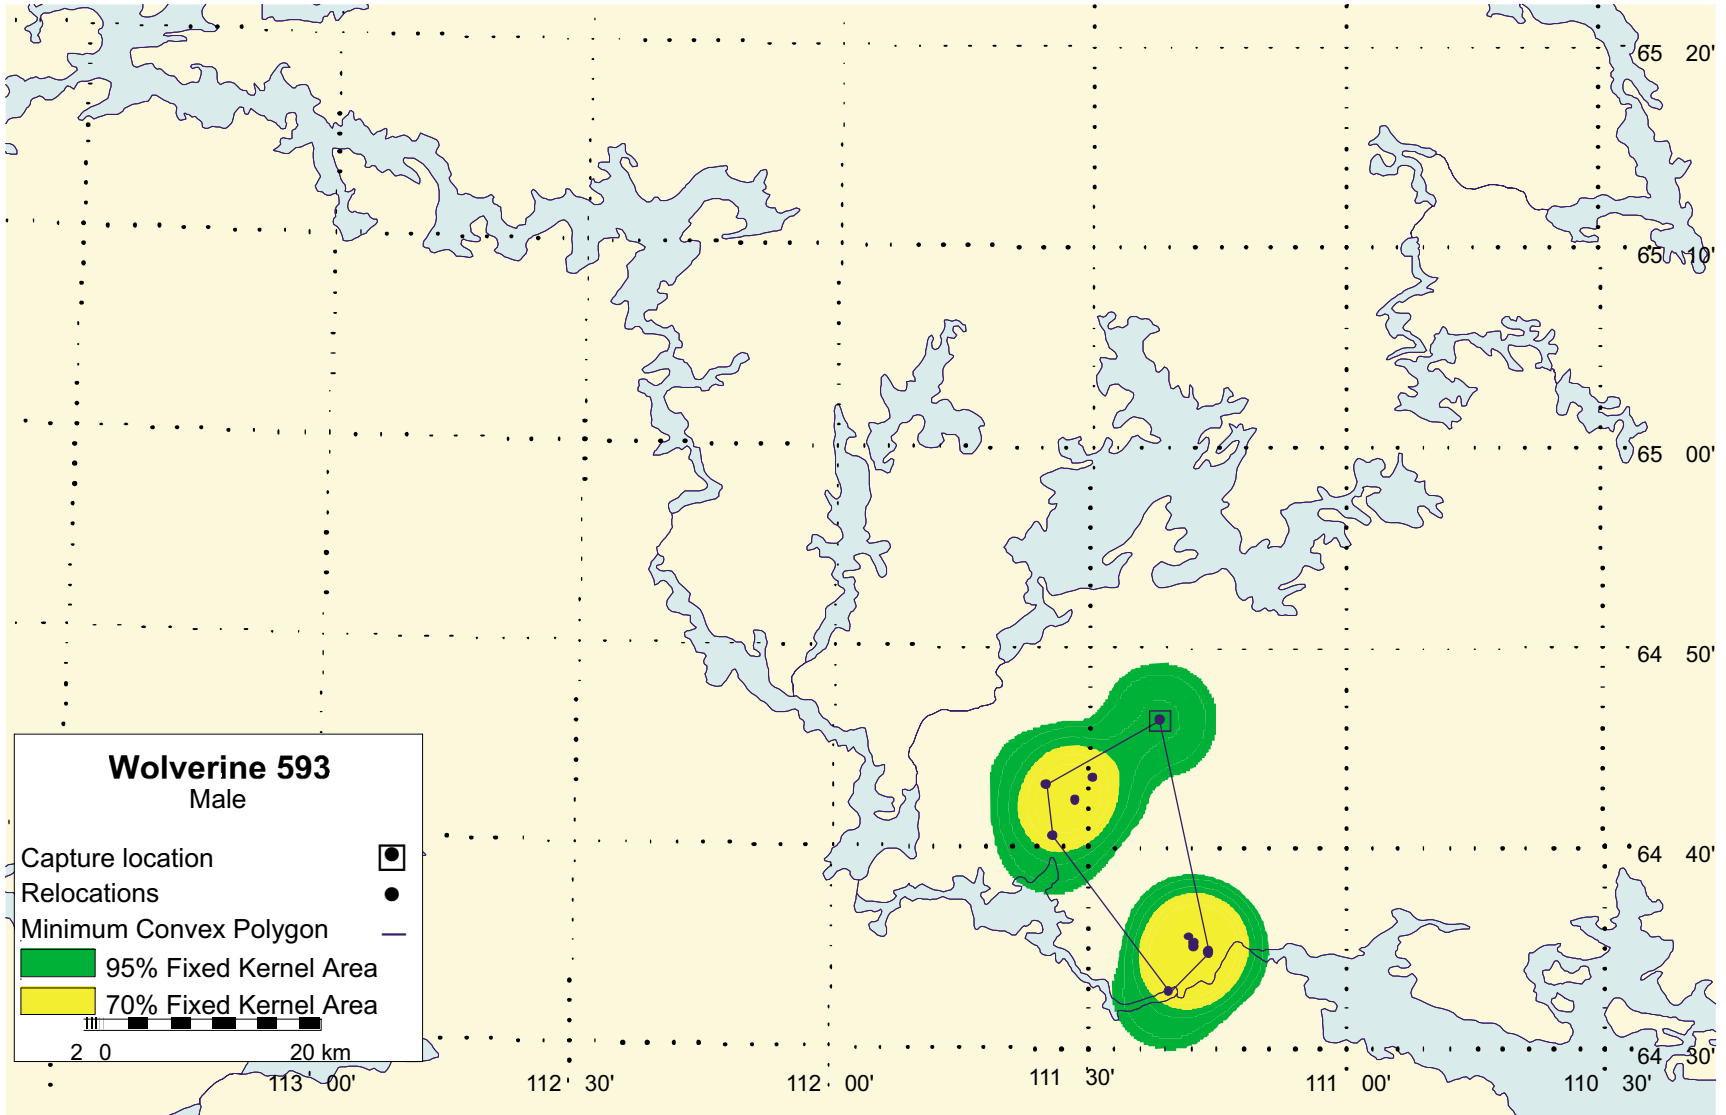 65 20'
65 10'
65 00'
64 50'
64 40'
64 30'
Wolverine 593
Male
Capture location
Relocations
Minimum Convex Polygon
95% Fixed Kernel Area
70% Fixed Kernel Area
2 0 20 km
113 00' 112 30' 112 00' 111 30' 111 00' 110 30'